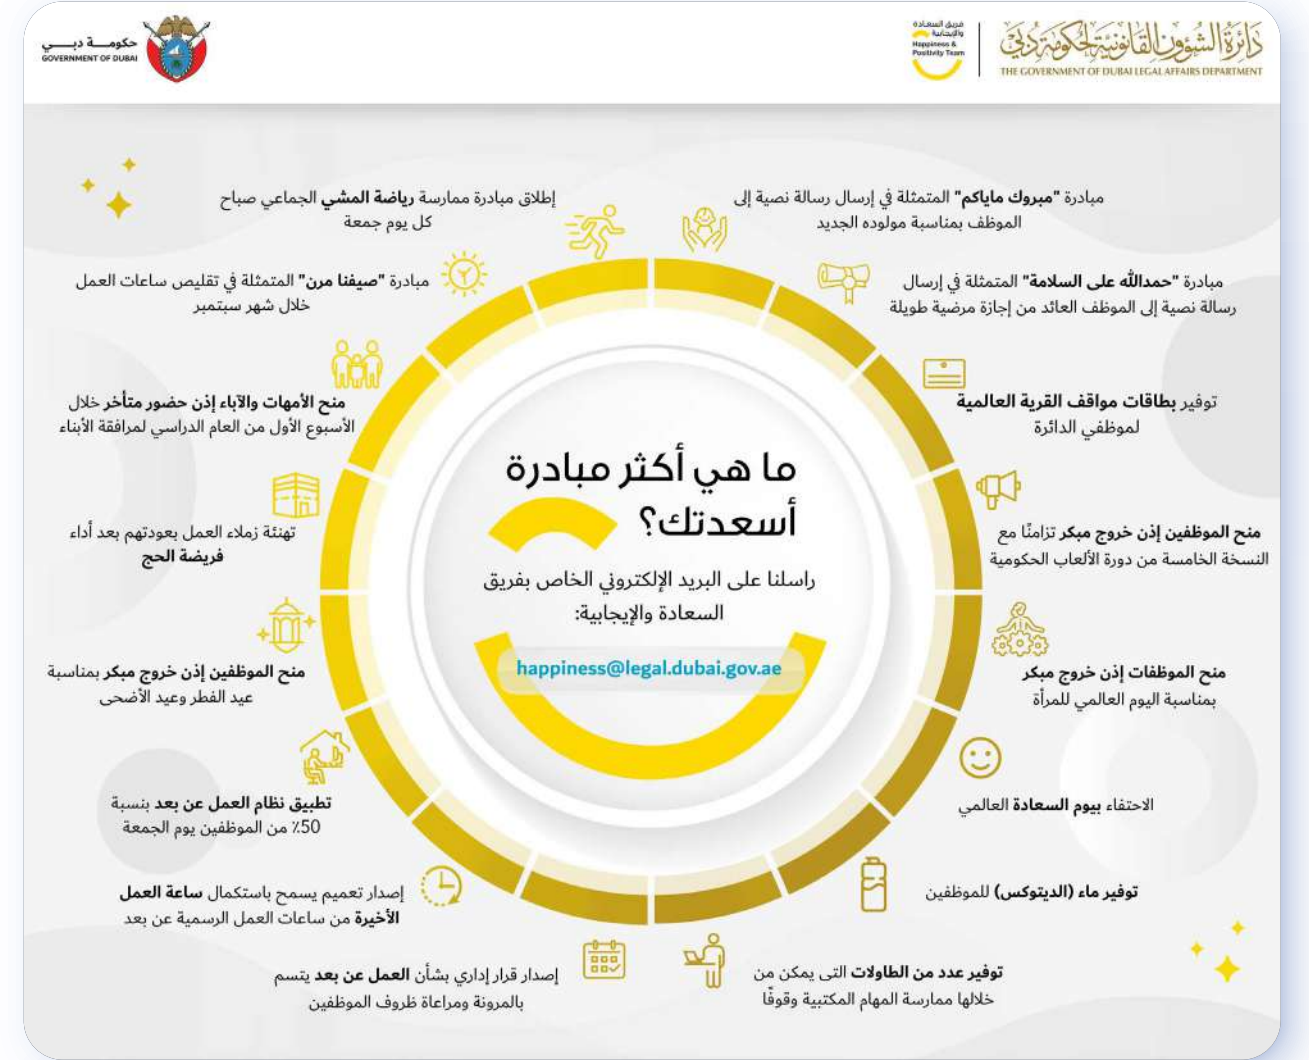 حكومـــة دبـــــي
GOVERNMENT OF DUBAI
فريق السعادة
والإيجابية
Happiness &
Positivity Team
دائرة الشؤون القانونية لحكومة دبي
THE GOVERNMENT OF DUBAI LEGAL AFFAIRS DEPARTMENT
مبادرة "مبروك ماياكم" المتمثلة في إرسال رسالة نصية إلى
الموظف بمناسبة مولوده الجديد
مبادرة "حمدالله على السلامة" المتمثلة في إرسال
رسالة نصية إلى الموظف العائد من إجازة مرضية طويلة
توفير بطاقات مواقف القرية العالمية
لموظفي الدائرة
منح الموظفين إذن خروج مبكر تزامنًا مع
النسخة الخامسة من دورة الألعاب الحكومية
منح الموظفات إذن خروج مبكر
بمناسبة اليوم العالمي للمرأة
الاحتفاء بيوم السعادة العالمي
توفير ماء (الديتوكس) للموظفين
توفير عدد من الطاولات التى يمكن من
خلالها ممارسة المهام المكتبية وقوفًا
إطلاق مبادرة ممارسة رياضة المشي الجماعي صباح
كل يوم جمعة
مبادرة "صيفنا مرن" المتمثلة في تقليص ساعات العمل
خلال شهر سبتمبر
منح الأمهات والآباء إذن حضور متأخر خلال
الأسبوع الأول من العام الدراسي لمرافقة الأبناء
تهنئة زملاء العمل بعودتهم بعد أداء
فريضة الحج
منح الموظفين إذن خروج مبكر بمناسبة
عيد الفطر وعيد الأضحى
تطبيق نظام العمل عن بعد بنسبة
50٪ من الموظفين يوم الجمعة
إصدار تعميم يسمح باستكمال ساعة العمل
الأخيرة من ساعات العمل الرسمية عن بعد
إصدار قرار إداري بشأن العمل عن بعد يتسم
بالمرونة ومراعاة ظروف الموظفين
ما هي أكثر مبادرة
أسعدتك؟
راسلنا على البريد الإلكتروني الخاص بفريق
السعادة والإيجابية:
happiness@legal.dubai.gov.ae